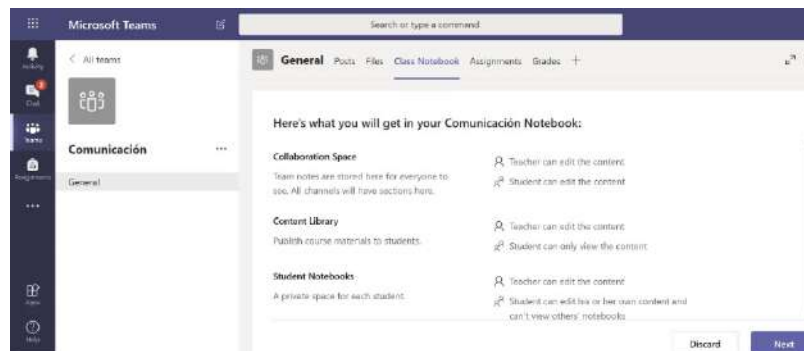 Microsoft Teams
Search or type a command
Activity
Chat
2
Teams
Assignments
Help
All teams
Comunicación
General
General Posts Files Class Notebook Assignments Grades
Here's what you will get in your Comunicación Notebook:
Collaboration Space
Team notes are stored here for everyone to
see. All channels will have sections here.
Teacher can edit the content
Student can edit the content
Content Library
Publish course materials to students.
Teacher can edit the content
Student can only view the content
Student Notebooks
A private space for each student.
Teacher can edit the content
Student can edit his or her own content and
can't view others' notebooks
Discard Next